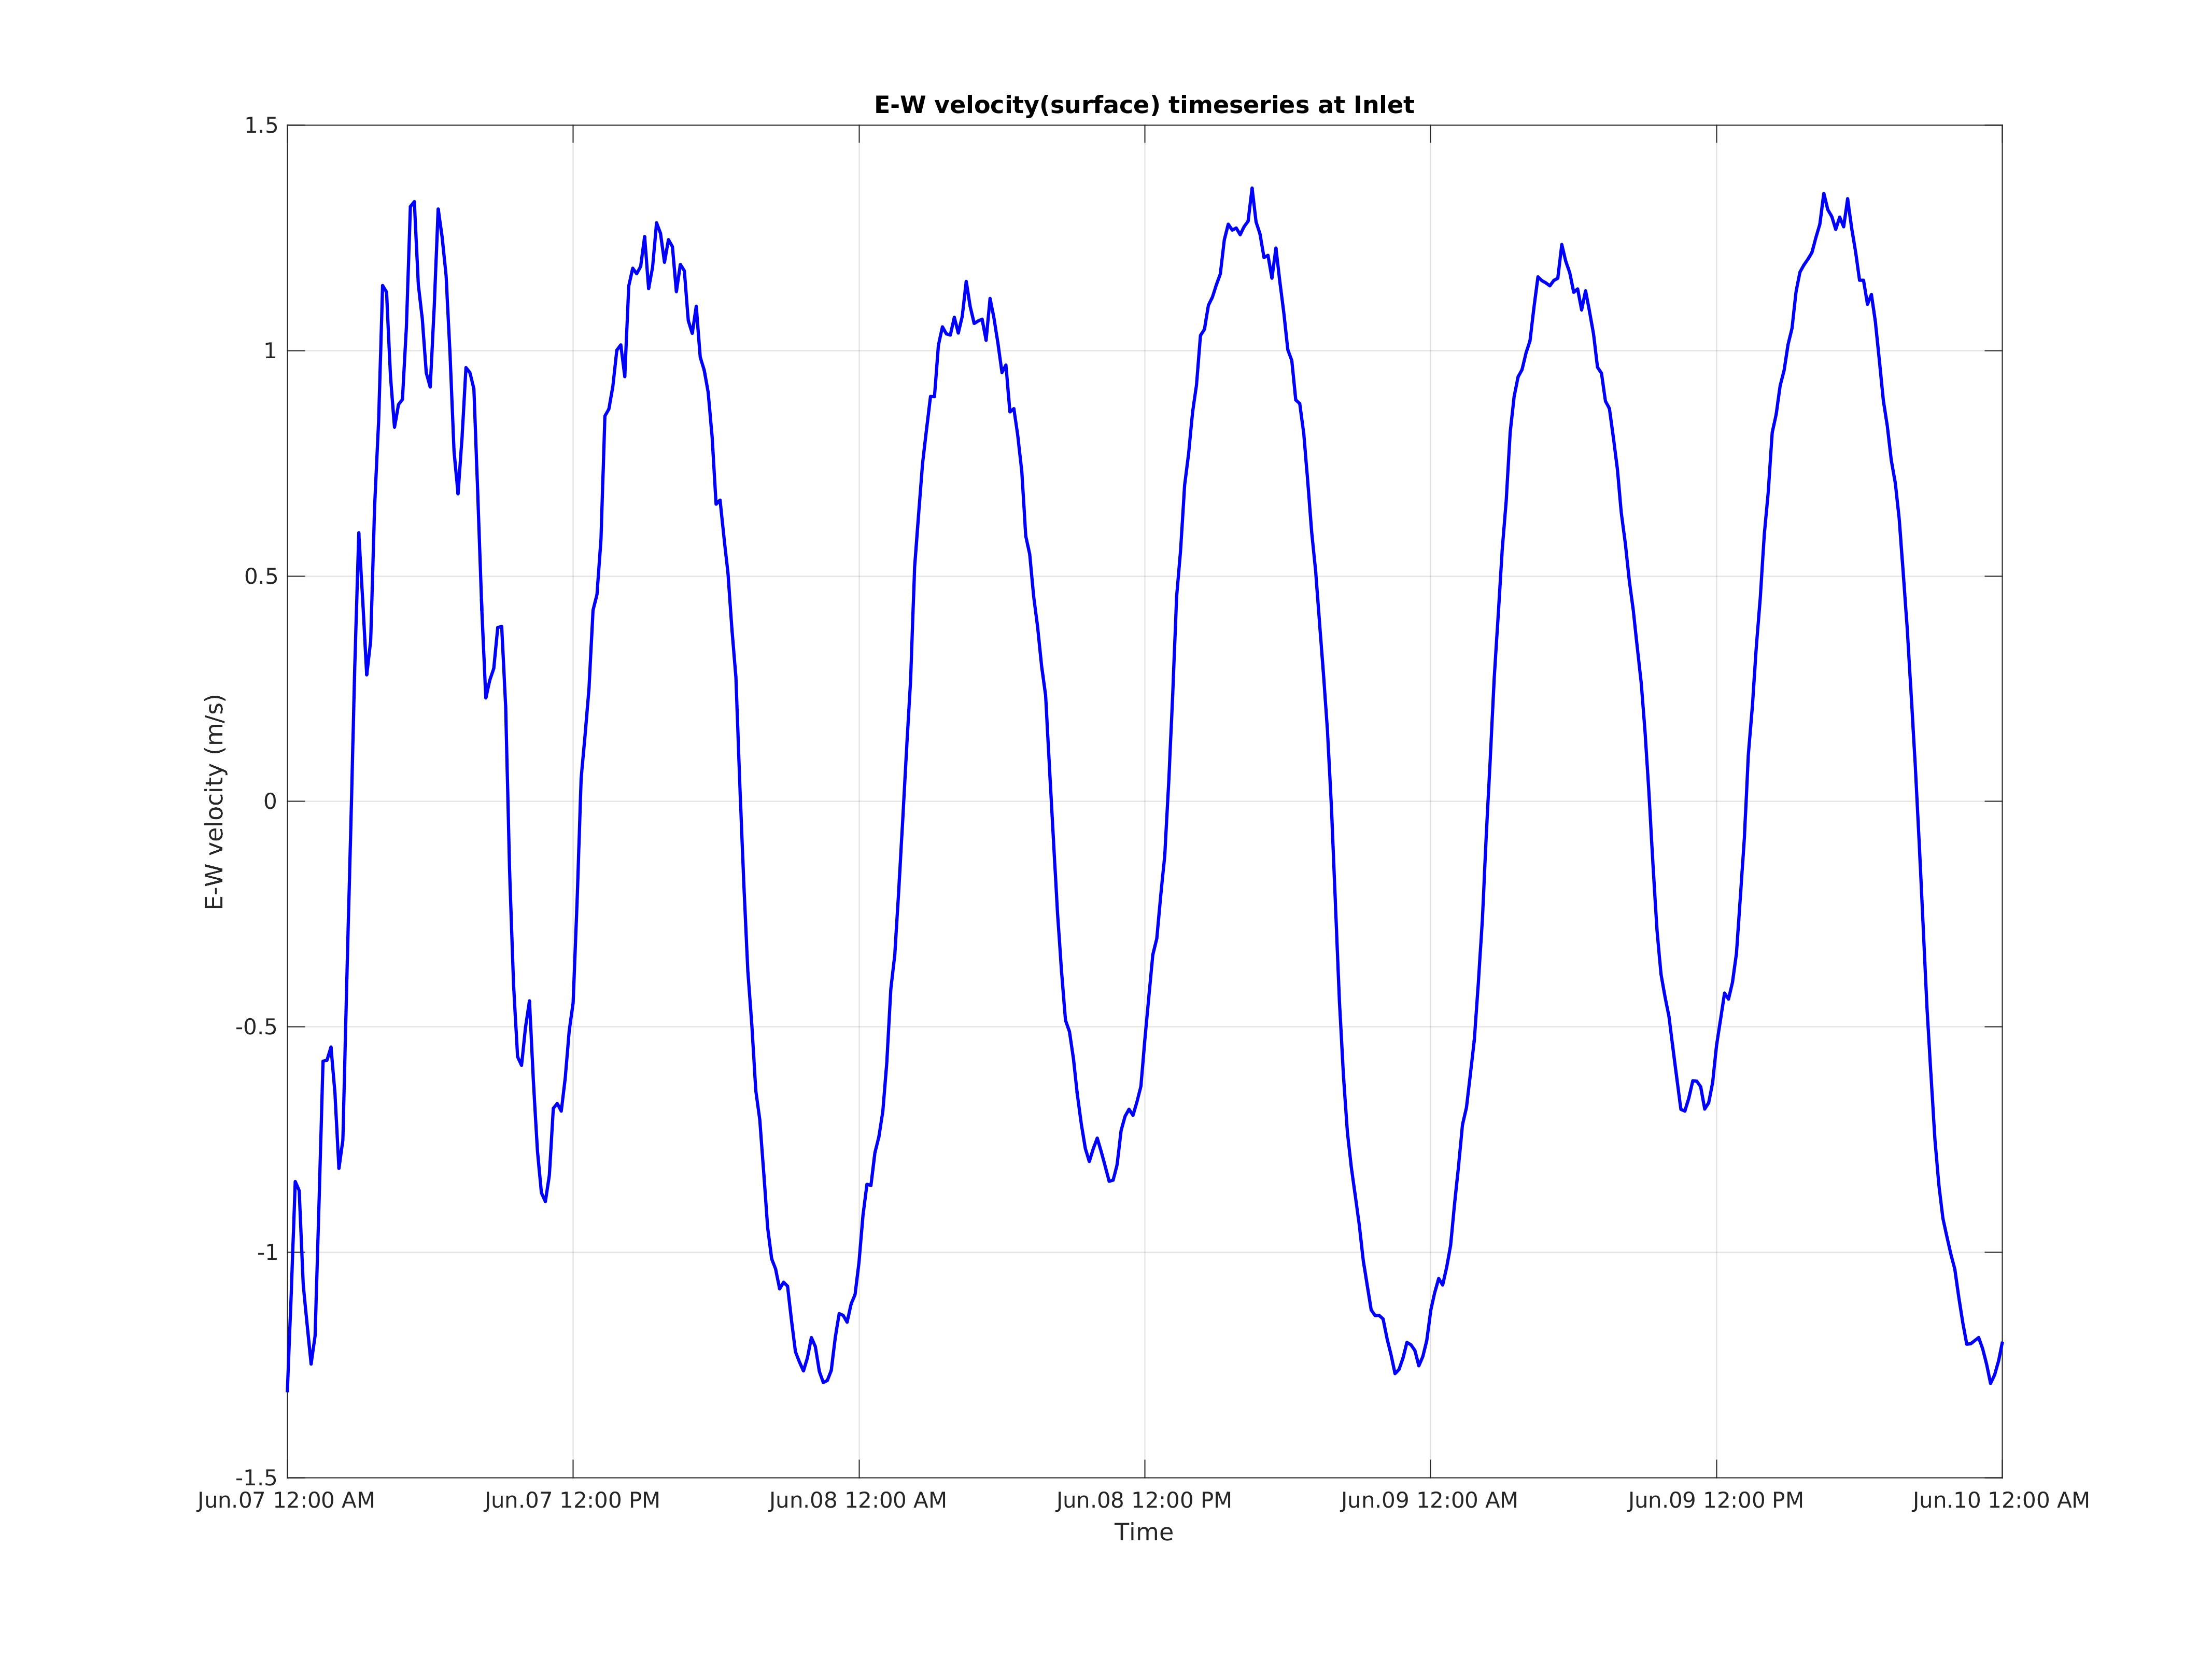 E-W velocity(surface) timeseries at Inlet
1.5
1
0.5
0
-0.5
-1
-1.5
E-W velocity (m/s)
Jun.07 12:00 AM
Jun.07 12:00 PM
Jun.08 12:00 AM
Jun.08 12:00 PM
Jun.09 12:00 AM
Jun.09 12:00 PM
Jun.10 12:00 AM
Time